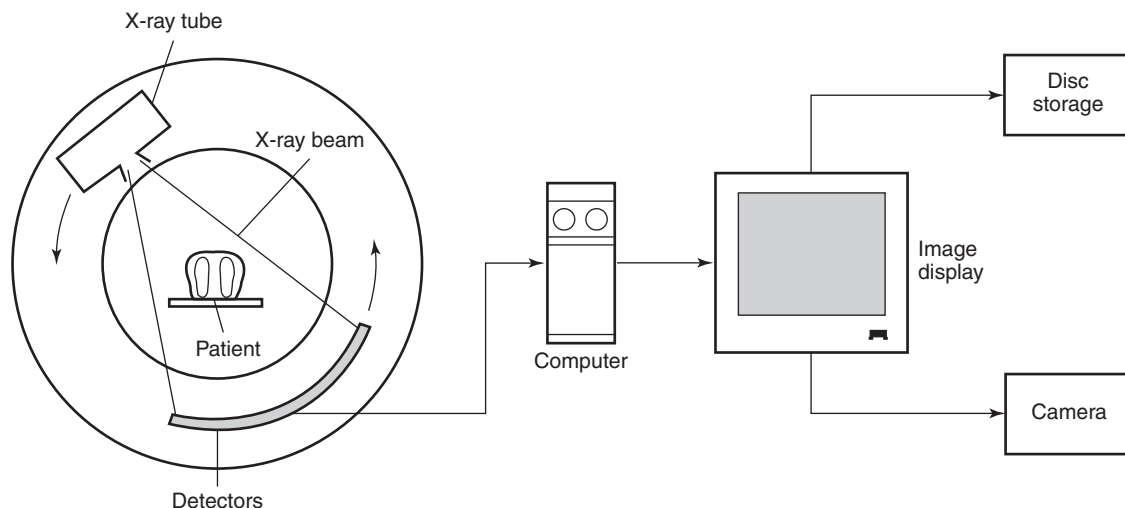 X-ray tube
X-ray beam
Patient
Detectors
Computer
Image
display
Disc
storage
Camera